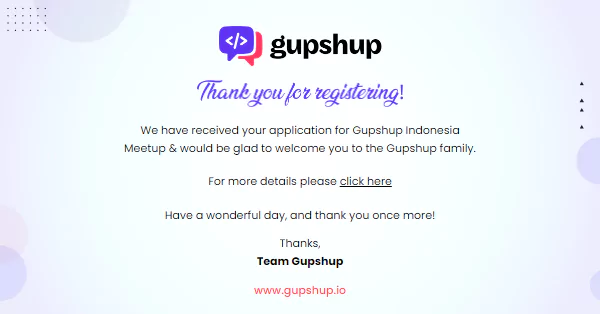 </>
gupshup
Thank you for registering!
We have received your application for Gupshup Indonesia
Meetup & would be glad to welcome you to the Gupshup family.
For more details please click here
Have a wonderful day, and thank you once more!
Thanks,
Team Gupshup
www.gupshup.io